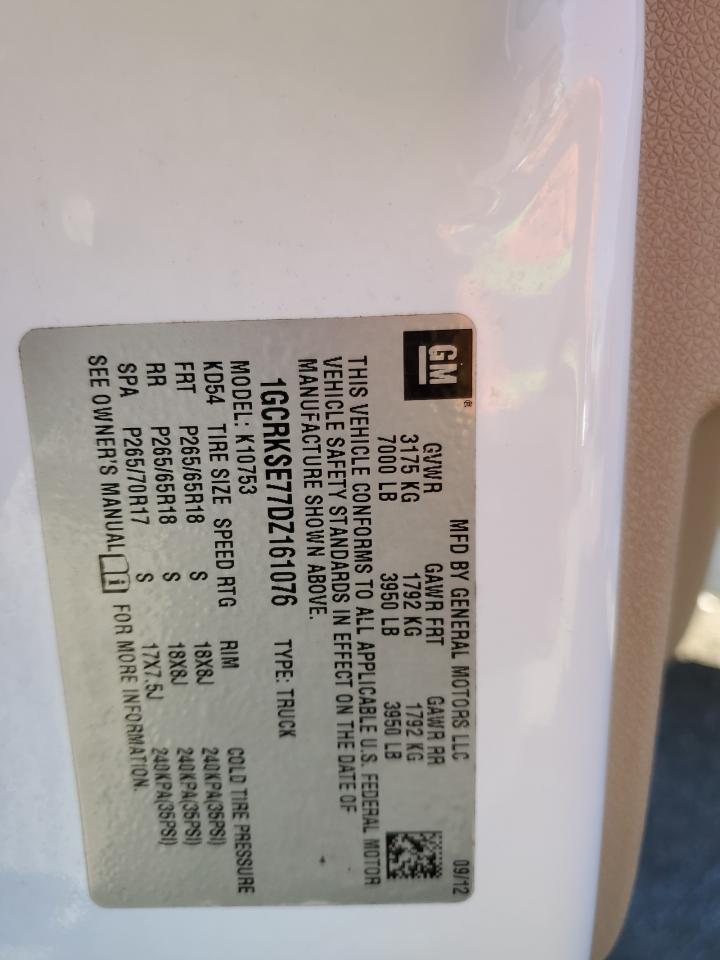 GM®
MFD BY GENERAL MOTORS LLC 09/12
GVWR GAWR FRT GAWR RR
3175 KG 1792 KG 1792 KG
7000 LB 3950 LB 3950 LB
THIS VEHICLE CONFORMS TO ALL APPLICABLE U.S. FEDERAL MOTOR
VEHICLE SAFETY STANDARDS IN EFFECT ON THE DATE OF
MANUFACTURE SHOWN ABOVE.
1GCRKSE77DZ161076 TYPE: TRUCK
MODEL: K10753
KD54 TIRE SIZE SPEED RTG RIM COLD TIRE PRESSURE
FRT P265/65R18 S 18X8J 240KPA(35PSI)
RR P265/65R18 S 18X8J 240KPA(35PSI)
SPA P265/70R17 S 17X7.5J 240KPA(35PSI)
SEE OWNER'S MANUAL FOR MORE INFORMATION.